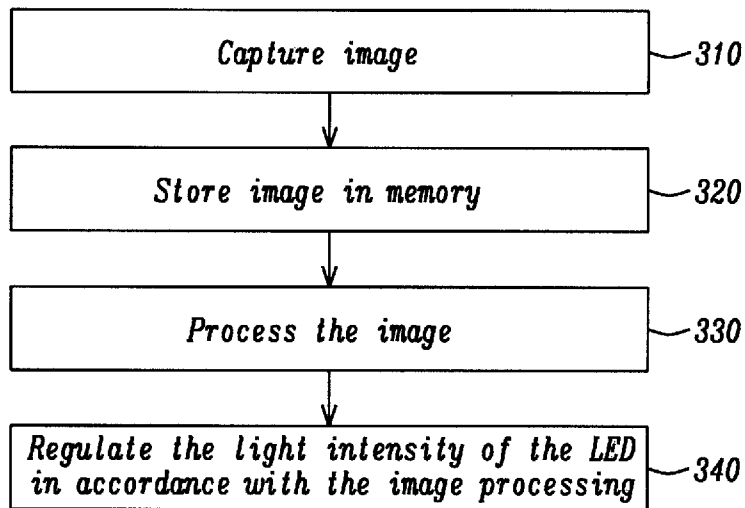 Capture image
310
Store image in memory
320
Process the image
330
Regulate the light intensity of the LED
in accordance with the image processing
340